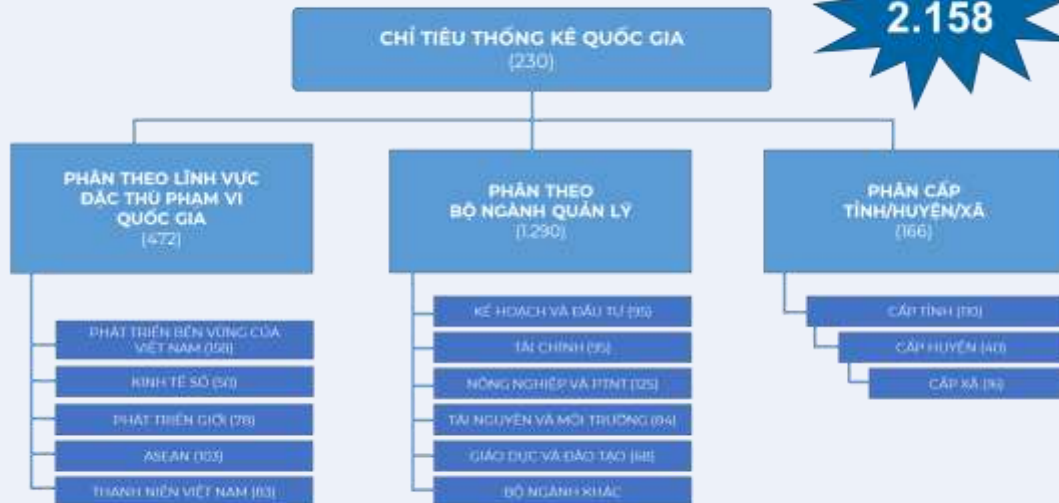 2.158
CHỈ TIÊU THỐNG KÊ QUỐC GIA
(230)
PHÂN THEO LĨNH VỰC
ĐẶC THÙ PHẠM VI
QUỐC GIA
(472)
PHÁT TRIỂN BỀN VỮNG CỦA
VIỆT NAM (158)
KINH TẾ SỐ (50)
PHÁT TRIỂN GIỚI (78)
ASEAN (103)
THANH NIÊN VIỆT NAM (83)
PHÂN THEO
BỘ NGÀNH QUẢN LÝ
(1.290)
KẾ HOẠCH VÀ ĐẦU TƯ (95)
TÀI CHÍNH (95)
NÔNG NGHIỆP VÀ PTNT (125)
TÀI NGUYÊN VÀ MÔI TRƯỜNG (84)
GIÁO DỤC VÀ ĐÀO TẠO (68)
BỘ NGÀNH KHÁC
PHÂN CẤP
TỈNH/HUYỆN/XÃ
(166)
CẤP TỈNH (110)
CẤP HUYỆN (40)
CẤP XÃ (16)